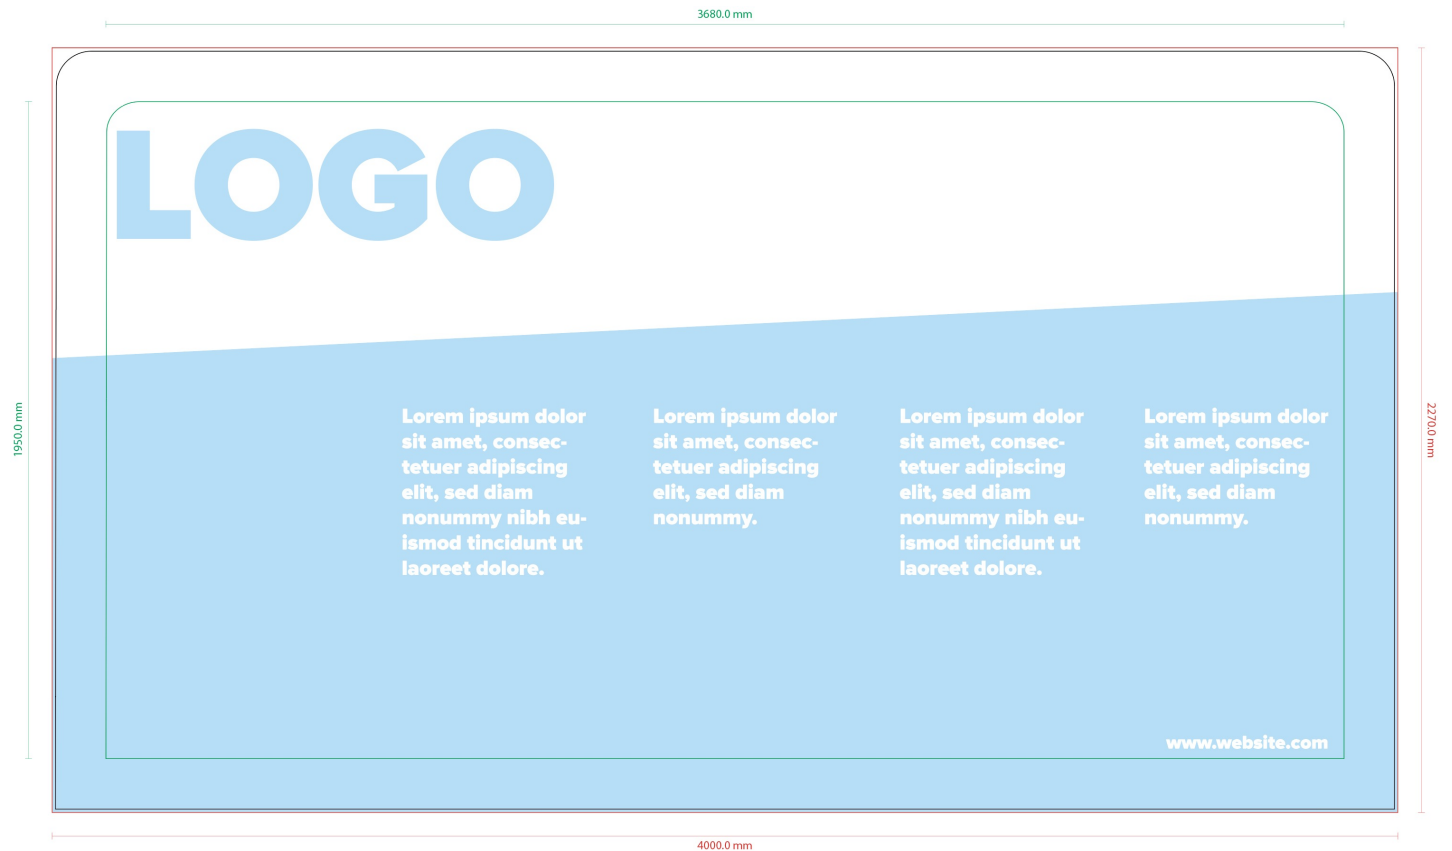 3680.0 mm
LOGO
1950.0 mm
2270.0 mm
Lorem ipsum dolor
sit amet, consec-
tetuer adipiscing
elit, sed diam
nonummy nibh eu-
ismod tincidunt ut
laoreet dolore.
Lorem ipsum dolor
sit amet, consec-
tetuer adipiscing
elit, sed diam
nonummy.
Lorem ipsum dolor
sit amet, consec-
tetuer adipiscing
elit, sed diam
nonummy nibh eu-
ismod tincidunt ut
laoreet dolore.
Lorem ipsum dolor
sit amet, consec-
tetuer adipiscing
elit, sed diam
nonummy.
www.website.com
4000.0 mm